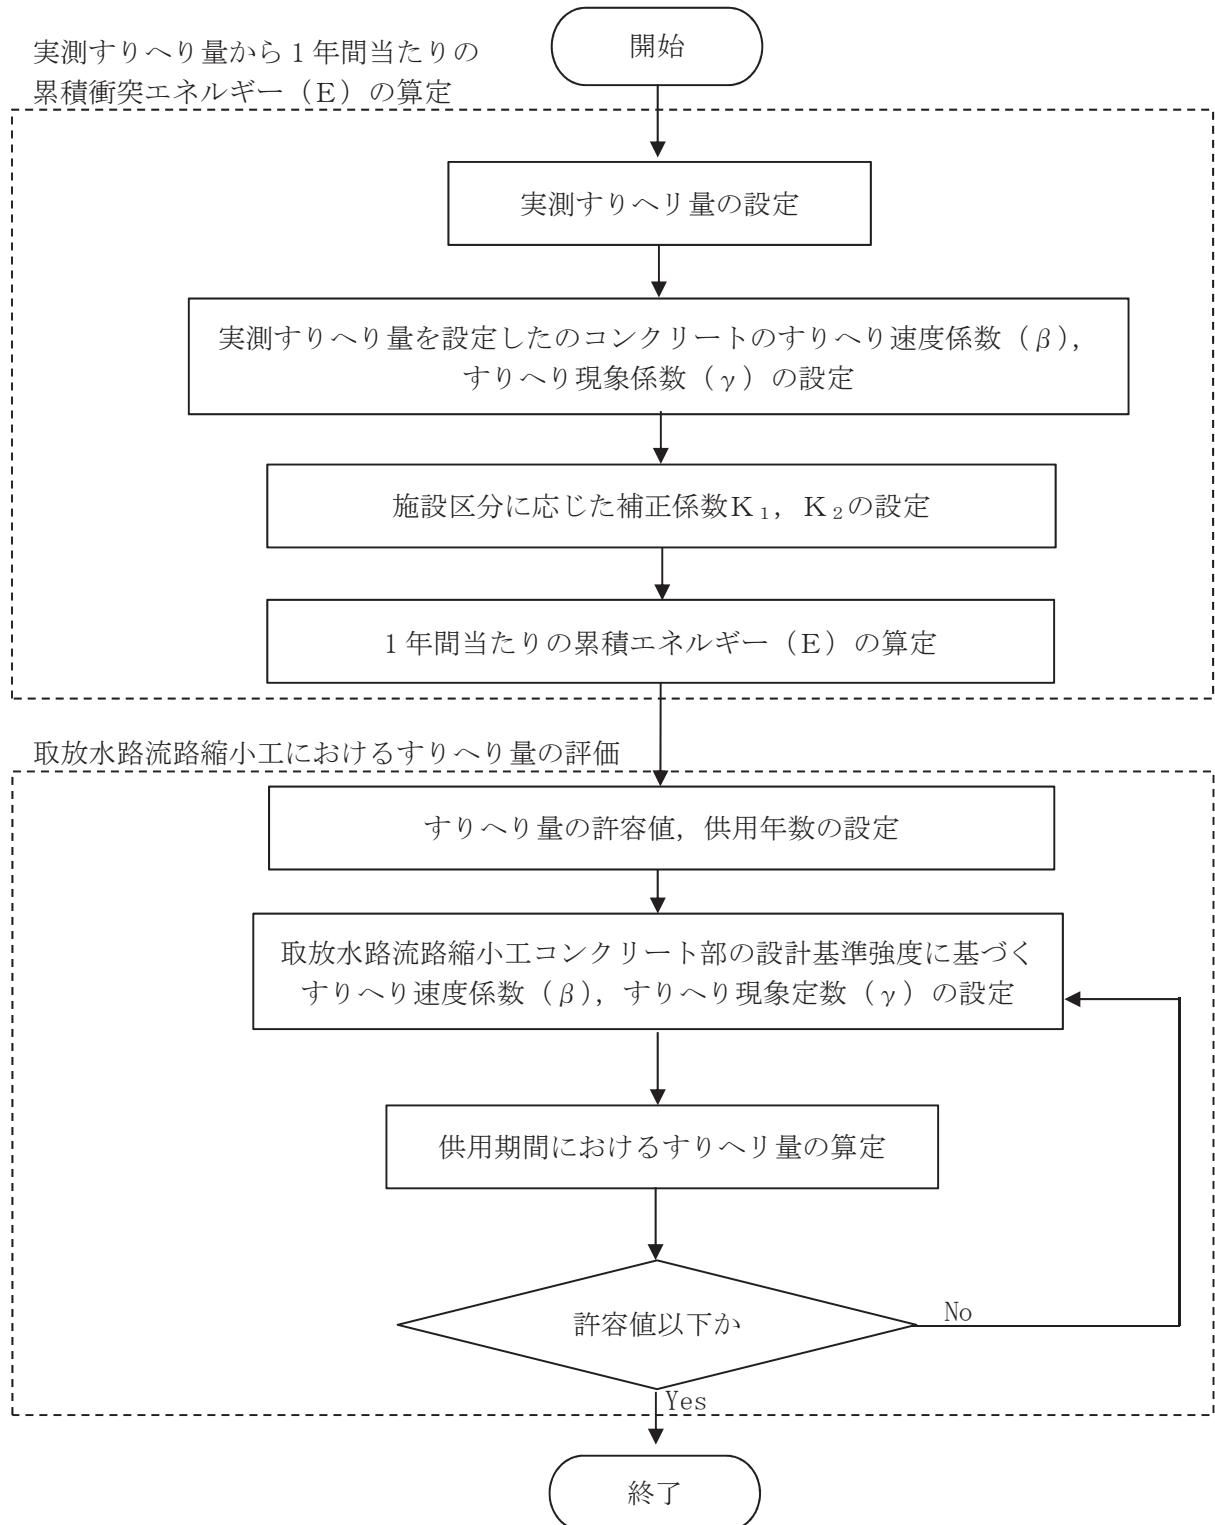 開始
実測すりへり量から1年間当たりの
累積衝突エネルギー（E）の算定
実測すりへリ量の設定
実測すりへり量を設定したのコンクリートのすりへり速度係数（β），
すりへり現象係数（γ）の設定
施設区分に応じた補正係数K₁，K₂の設定
1年間当たりの累積エネルギー（E）の算定
取放水路流路縮小工におけるすりへり量の評価
すりへり量の許容値，供用年数の設定
取放水路流路縮小工コンクリート部の設計基準強度に基づく
すりへり速度係数（β），すりへり現象定数（γ）の設定
供用期間におけるすりへリ量の算定
許容値以下か
No
Yes
終了